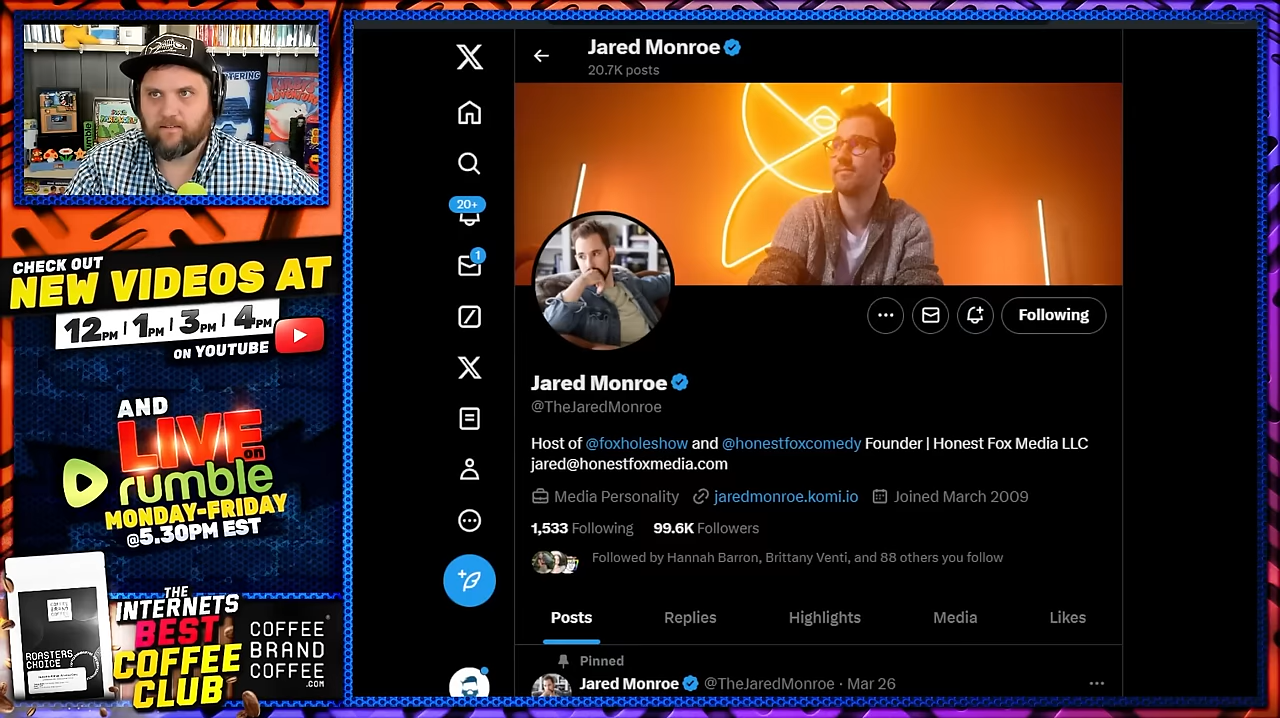 CHECK OUT
NEW VIDEOS AT
12PM | 1PM | 3PM | 4PM
ON YOUTUBE
AND
LIVE
on
rumble
MONDAY-FRIDAY
@5.30PM EST
THE
INTERNETS
BEST
COFFEE
CLUB
COFFEE
BRAND
COFFEE
.COM
ROASTERS
CHOICE
Jared Monroe
20.7K posts
20+
1
Following
Jared Monroe
@TheJaredMonroe
Host of @foxholeshow and @honestfoxcomedy Founder | Honest Fox Media LLC
jared@honestfoxmedia.com
Media Personality jaredmonroe.komi.io Joined March 2009
1,533 Following 99.6K Followers
Followed by Hannah Barron, Brittany Venti, and 88 others you follow
Posts Replies Highlights Media Likes
Pinned
Jared Monroe @TheJaredMonroe · Mar 26